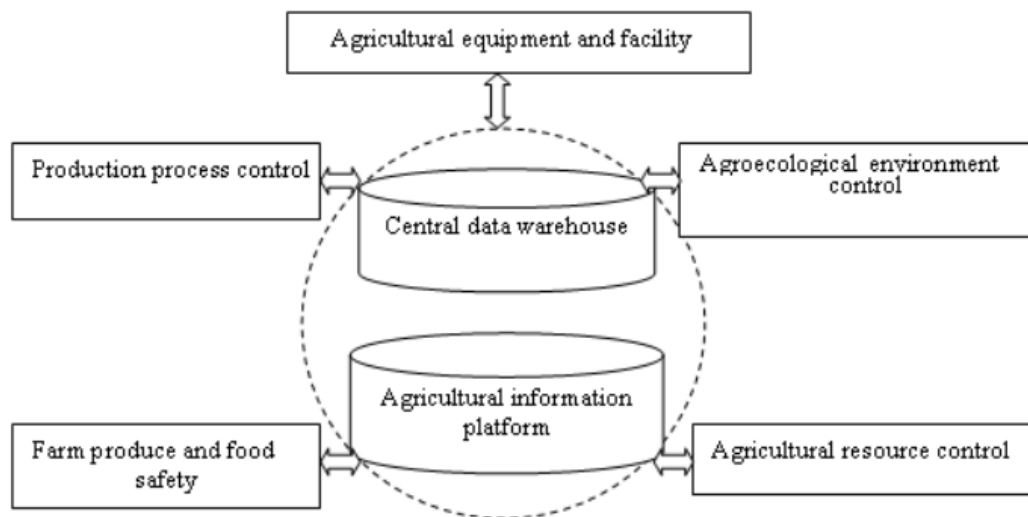 Agricultural equipment and facility
Production process control
Agroecological environment
control
Central data warehouse
Agricultural information
platform
Farm produce and food
safety
Agricultural resource control